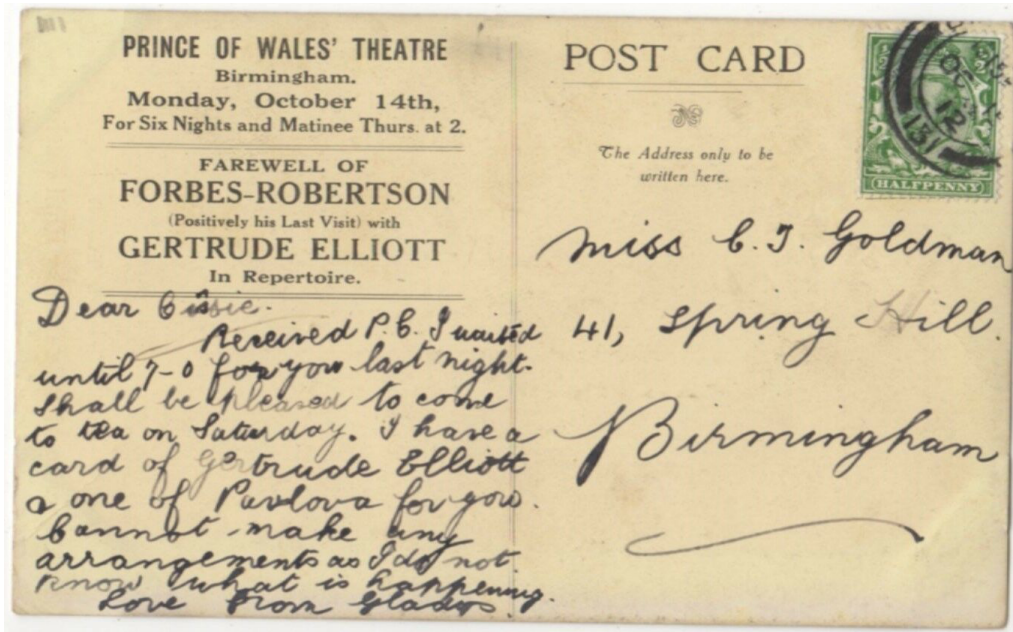 PRINCE OF WALES' THEATRE
Birmingham.
Monday, October 14th,
For Six Nights and Matinee Thurs. at 2.
FAREWELL OF
FORBES-ROBERTSON
(Positively his Last Visit) with
GERTRUDE ELLIOTT
In Repertoire.
Dear Cissie.
Received P.C. I waited
until 7-0 for you last night.
Shall be pleased to come
to tea on Saturday. I have a
card of Gertrude Elliott
& one of Pavlova for you.
Cannot make any
arrangements as I do not
know what is happening.
Love from Gladys
POST CARD
The Address only to be
written here.
HALFPENNY
OC
12
131
Miss C. J. Goldman
41, Spring Hill.
Birmingham